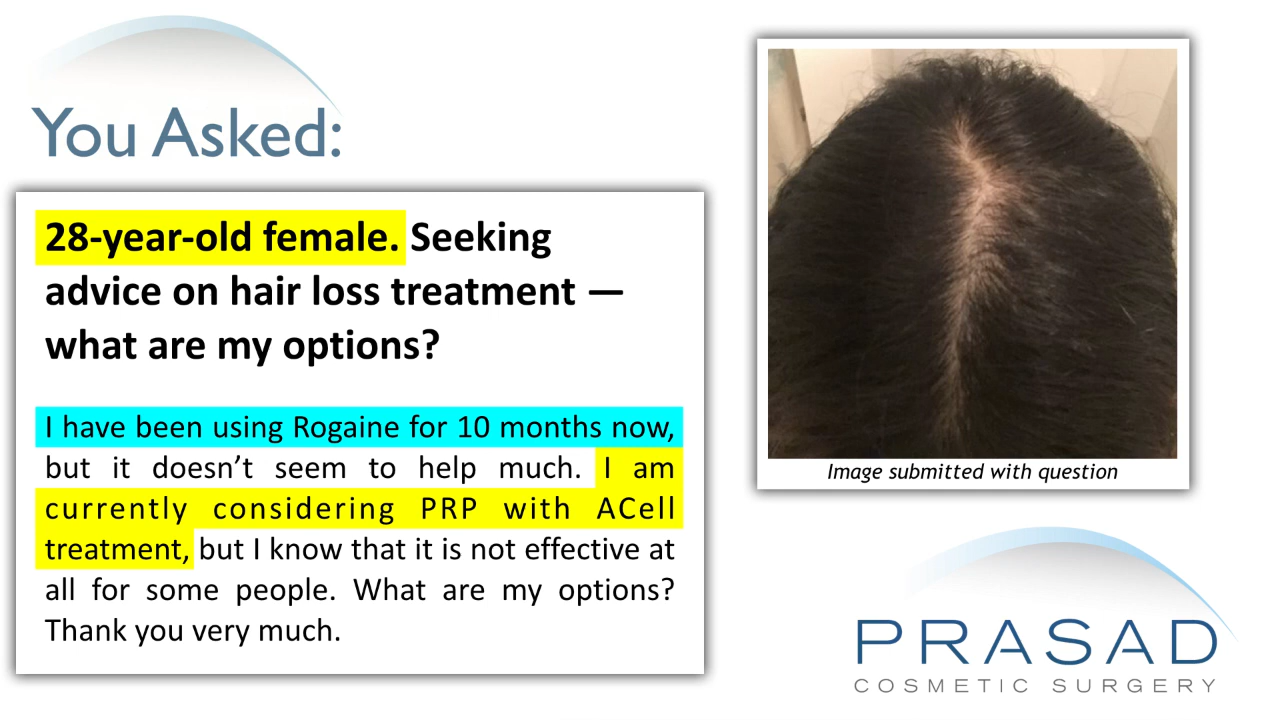 You Asked:
28-year-old female. Seeking
advice on hair loss treatment —
what are my options?
I have been using Rogaine for 10 months now,
but it doesn’t seem to help much. I am
currently considering PRP with ACell
treatment, but I know that it is not effective at
all for some people. What are my options?
Thank you very much.
Image submitted with question
PRASAD
COSMETIC SURGERY